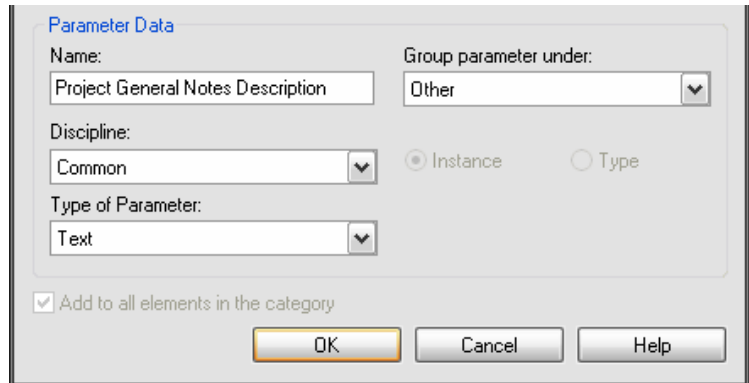 Parameter Data
Name:
Group parameter under:
Project General Notes Description
Other
Discipline:
Common
Instance
Type
Type of Parameter:
Text
Add to all elements in the category
OK
Cancel
Help